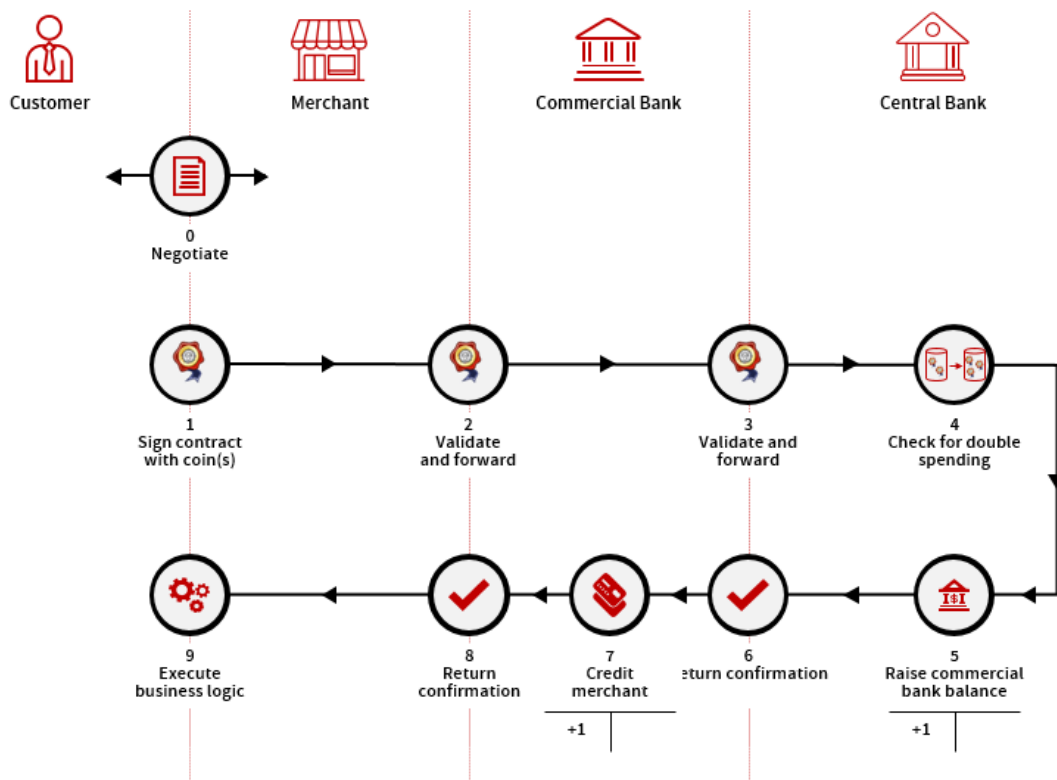 Customer
Merchant
Commercial Bank
Central Bank
0
Negotiate
1
Sign contract
with coin(s)
2
Validate
and forward
3
Validate and
forward
4
Check for double
spending
9
Execute
business logic
8
Return
confirmation
7
Credit
merchant
+1
6
eturn confirmation
5
Raise commercial
bank balance
+1